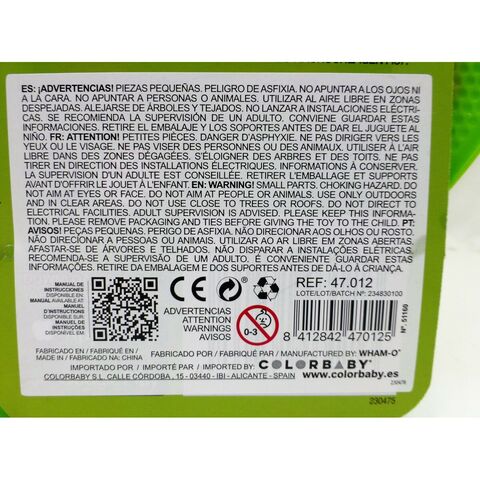 ES: ¡ADVERTENCIAS! PIEZAS PEQUEÑAS. PELIGRO DE ASFIXIA. NO APUNTAR A LOS OJOS NI
A LA CARA. NO APUNTAR A PERSONAS O ANIMALES. UTILIZAR AL AIRE LIBRE EN ZONAS
DESPEJADAS. ALEJARSE DE ÁRBOLES Y TEJADOS. NO LANZAR A INSTALACIONES ELÉCTRI-
CAS. SE RECOMIENDA LA SUPERVISIÓN DE UN ADULTO. CONVIENE GUARDAR ESTAS
INFORMACIONES. RETIRE EL EMBALAJE Y LOS SOPORTES ANTES DE DAR EL JUGUETE AL
NIÑO. FR: ATTENTION! PETITES PIÈCES. DANGER D'ASPHYXIE. NE PAS DIRIGER VERS LES
YEUX OU LE VISAGE. NE PAS VISER DES PERSONNES OU DES ANIMAUX. UTILISER À L'AIR
LIBRE DANS DES ZONES DÉGAGÉES. S'ÉLOIGNER DES ARBRES ET DES TOITS. NE PAS
TIRER DANS DES INSTALLATIONS ÉLECTRIQUES. INFORMATIONS À CONSERVER
LA SUPERVISION D'UN ADULTE EST CONSEILLÉE. RETIRER L'EMBALLAGE ET SUPPORTS
AVANT D'OFFRIR LE JOUET À L'ENFANT. EN: WARNING! SMALL PARTS. CHOKING HAZARD. DO
NOT AIM AT EYES OR FACE. DO NOT AIM AT PEOPLE OR ANIMALS. USE ONLY OUTDOORS
AND IN CLEAR AREAS. DO NOT USE CLOSE TO TREES OR ROOFS. DO NOT DIRECT AT
ELECTRICAL FACILITIES. ADULT SUPERVISION IS ADVISED. PLEASE KEEP THIS INFORMA-
TION. PLEASE REMOVE PACKAGING BEFORE GIVING THIS TOY TO THE CHILD. PT:
AVISOS! PEÇAS PEQUENAS. PERIGO DE ASFIXIA. NÃO DIRECIONAR AOS OLHOS OU ROSTO.
NÃO DIRECIONAR A PESSOAS OU ANIMAIS. UTILIZAR AO AR LIVRE EM ZONAS ABERTAS.
AFASTAR-SE DE ÁRVORES E TELHADOS. NÃO DISPARAR A INSTALAÇÕES ELÉTRICAS.
RECOMENDA-SE A SUPERVISÃO DE UM ADULTO. É CONVENIENTE GUARDAR ESTAS
INFORMAÇÕES. RETIRE DA EMBALAGEM E DOS SUPORTES ANTES DE DÁ-LO À CRIANÇA.
MANUAL DE
INSTRUCCIONES
DISPONIBLE EN:
MANUAL AVAILABLE AT:
MANUEL
D'INSTRUCTIONS
DISPONIBLE SUR:
MANUAL DE
INSTRUÇÕES
DISPONÍVEL EM:
CE
ADVERTENCIAS
ATTENTION
WARNINGS
AVISOS
0-3
REF: 47.012
LOTE/LOT/BATCH Nº: 234830100
8 412842 470125
Nº. 51160
FABRICADO EN / FABRIQUÉ EN /
MADE IN / FABRICADO NA: CHINA
FABRICADO POR / FABRIQUÉ PAR / MANUFACTURED BY: WHAM-O®
IMPORTADO POR / IMPORTÉ PAR / IMPORTED BY:
COLORBABY S.L. CALLE CÓRDOBA, 15 - 03440 - IBI - ALICANTE - SPAIN
COLORBABY®
www.colorbaby.es
230476
230475